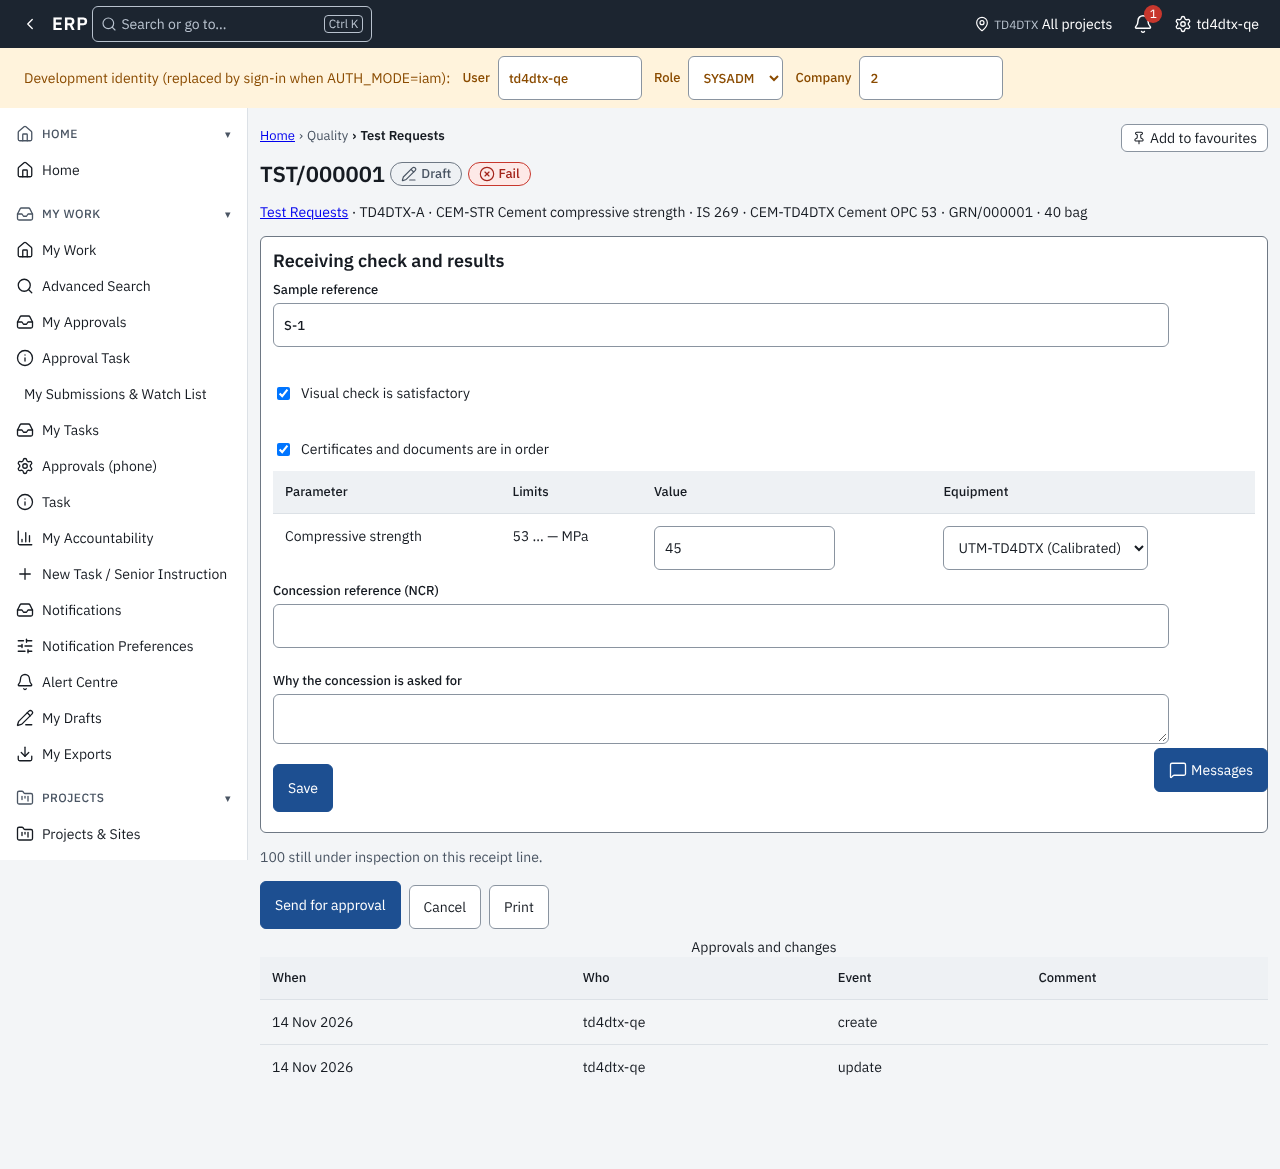 ERP Search or go to... Ctrl K TD4DTX All projects 1 td4dtx-qe
Development identity (replaced by sign-in when AUTH_MODE=iam): User td4dtx-qe Role SYSADM Company 2
HOME
Home
MY WORK
My Work
Advanced Search
My Approvals
Approval Task
My Submissions & Watch List
My Tasks
Approvals (phone)
Task
My Accountability
New Task / Senior Instruction
Notifications
Notification Preferences
Alert Centre
My Drafts
My Exports
PROJECTS
Projects & Sites
Home › Quality › Test Requests
Add to favourites
TST/000001 Draft Fail
Test Requests · TD4DTX-A · CEM-STR Cement compressive strength · IS 269 · CEM-TD4DTX Cement OPC 53 · GRN/000001 · 40 bag
Receiving check and results
Sample reference
S-1
Visual check is satisfactory
Certificates and documents are in order
Parameter Limits Value Equipment
Compressive strength 53 ... — MPa 45 UTM-TD4DTX (Calibrated)
Concession reference (NCR)
Why the concession is asked for
Save
Messages
100 still under inspection on this receipt line.
Send for approval Cancel Print
Approvals and changes
When Who Event Comment
14 Nov 2026 td4dtx-qe create
14 Nov 2026 td4dtx-qe update